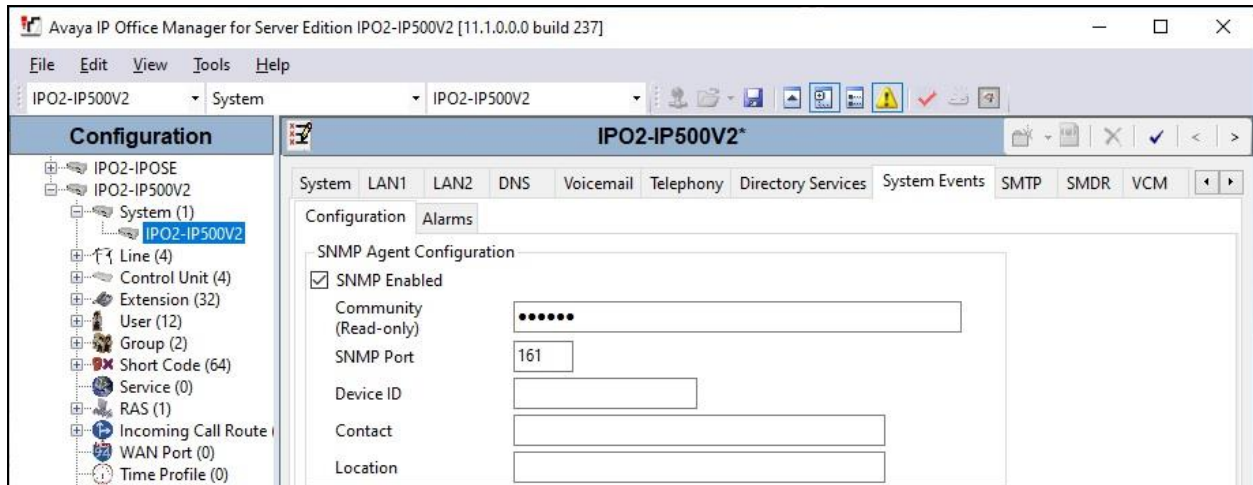 Avaya IP Office Manager for Server Edition IPO2-IP500V2 [11.1.0.0.0 build 237]
File Edit View Tools Help
IPO2-IP500V2 System IPO2-IP500V2
Configuration
IPO2-IP500V2*
IPO2-IPOSE
IPO2-IP500V2
System (1)
IPO2-IP500V2
Line (4)
Control Unit (4)
Extension (32)
User (12)
Group (2)
Short Code (64)
Service (0)
RAS (1)
Incoming Call Route
WAN Port (0)
Time Profile (0)
System LAN1 LAN2 DNS Voicemail Telephony Directory Services System Events SMTP SMDR VCM
Configuration Alarms
SNMP Agent Configuration
SNMP Enabled
Community
(Read-only) ••••••
SNMP Port 161
Device ID
Contact
Location